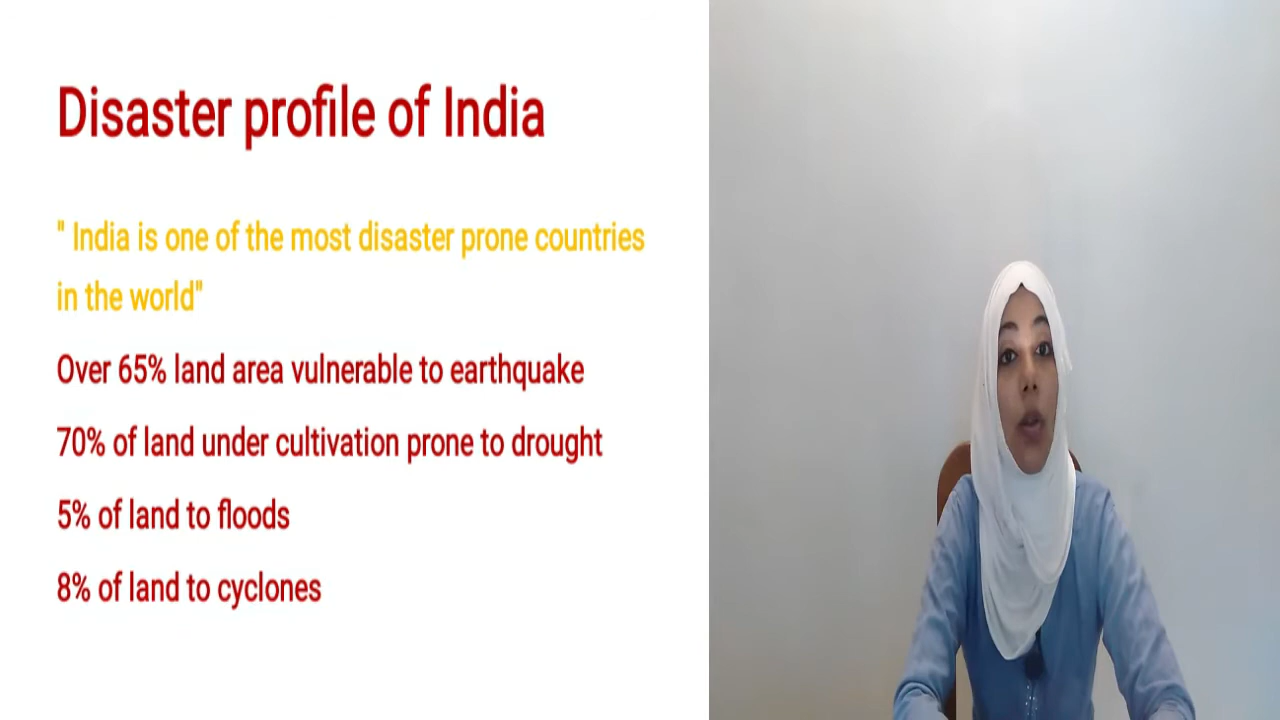 Disaster profile of India
" India is one of the most disaster prone countries
in the world"
Over 65% land area vulnerable to earthquake
70% of land under cultivation prone to drought
5% of land to floods
8% of land to cyclones